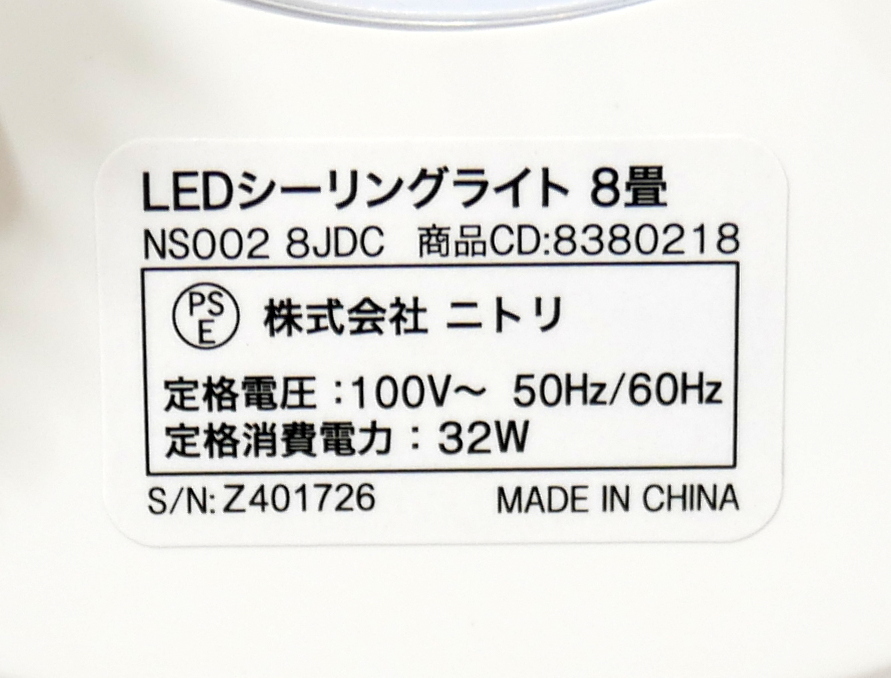 LEDシーリングライト 8畳
NS002 8JDC 商品CD:8380218
PS
E
株式会社 ニトリ
定格電圧:100V～ 50Hz/60Hz
定格消費電力:32W
S/N: Z401726 MADE IN CHINA